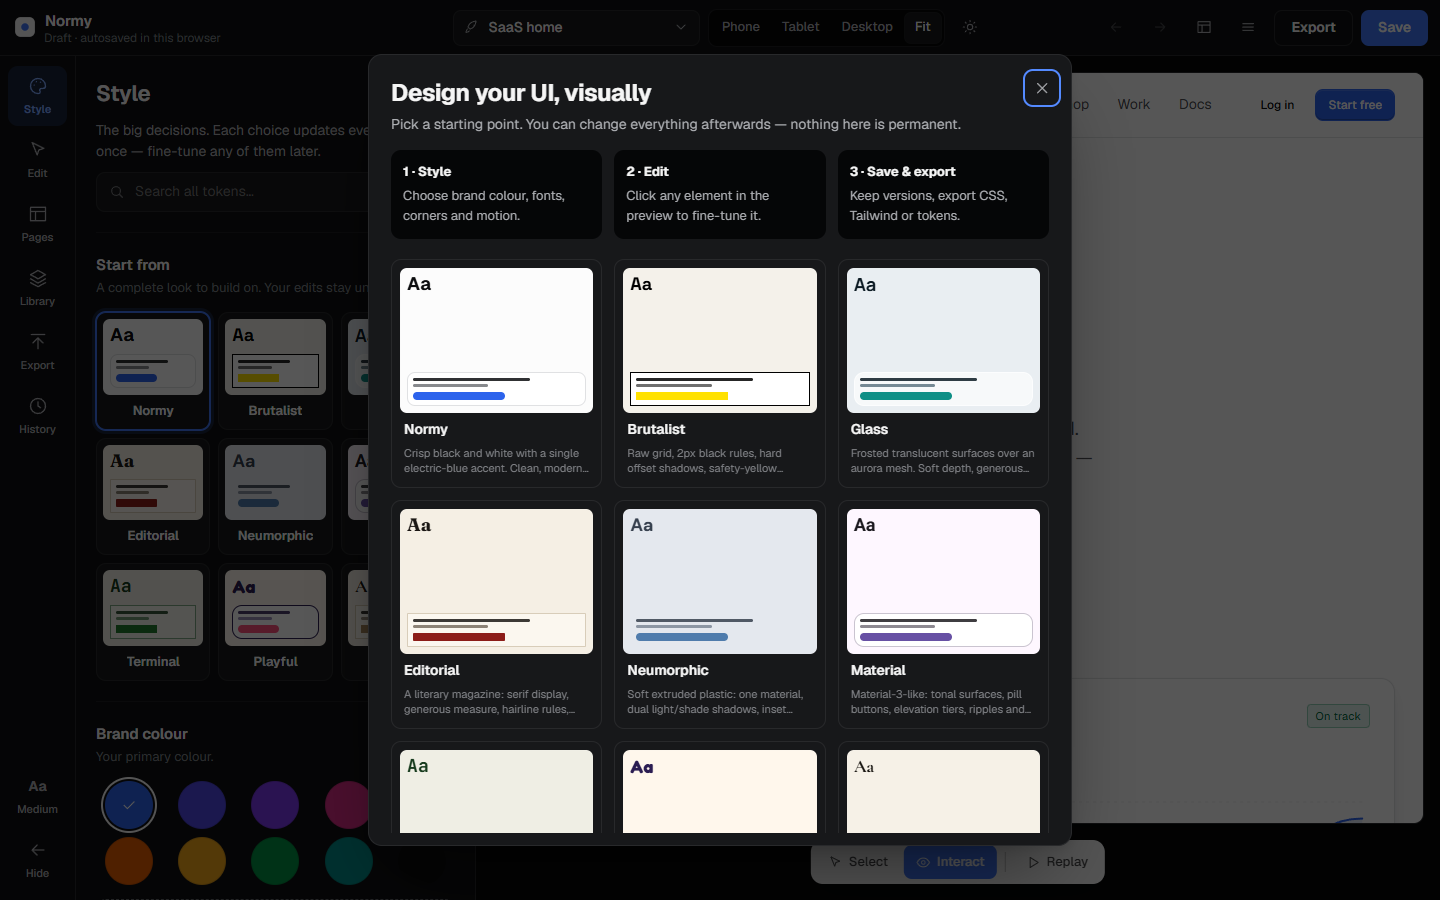 Normy
Draft · autosaved in this browser
SaaS home
Phone Tablet Desktop Fit
Export
Save
Style
Edit
Pages
Library
Export
History
Aa
Medium
Hide
Style
The big decisions. Each choice updates
once — fine-tune any of them later.
Search all tokens...
Start from
A complete look to build on. Your edits stay
Aa
Normy
Aa
Brutalist
Aa
Editorial
Aa
Neumorphic
Aa
Terminal
Aa
Playful
Brand colour
Your primary colour.
Design your UI, visually
Pick a starting point. You can change everything afterwards — nothing here is permanent.
1 · Style
Choose brand colour, fonts,
corners and motion.
2 · Edit
Click any element in the
preview to fine-tune it.
3 · Save & export
Keep versions, export CSS,
Tailwind or tokens.
Aa
Normy
Crisp black and white with a single
electric-blue accent. Clean, modern...
Aa
Brutalist
Raw grid, 2px black rules, hard
offset shadows, safety-yellow...
Aa
Glass
Frosted translucent surfaces over an
aurora mesh. Soft depth, generous...
Aa
Editorial
A literary magazine: serif display,
generous measure, hairline rules,...
Aa
Neumorphic
Soft extruded plastic: one material,
dual light/shade shadows, inset...
Aa
Material
Material-3-like: tonal surfaces, pill
buttons, elevation tiers, ripples and...
Aa
Aa
Aa
Work Docs Log in Start free
On track
Select Interact Replay